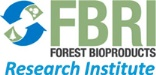 FBRI
FOREST BIOPRODUCTS
Research Institute